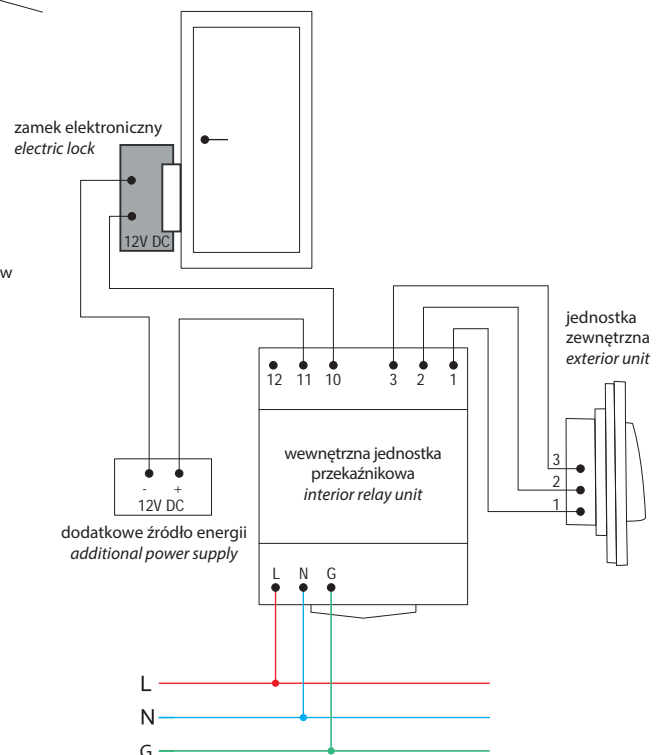 zamek elektroniczny
electric lock
12V DC
w
jednostka
zewnętrzna
exterior unit
12 11 10 3 2 1
wewnętrzna jednostka
przekaźnikowa
interior relay unit
3
2
1
- +
12V DC
dodatkowe źródło energii
additional power supply
L N G
L
N
G